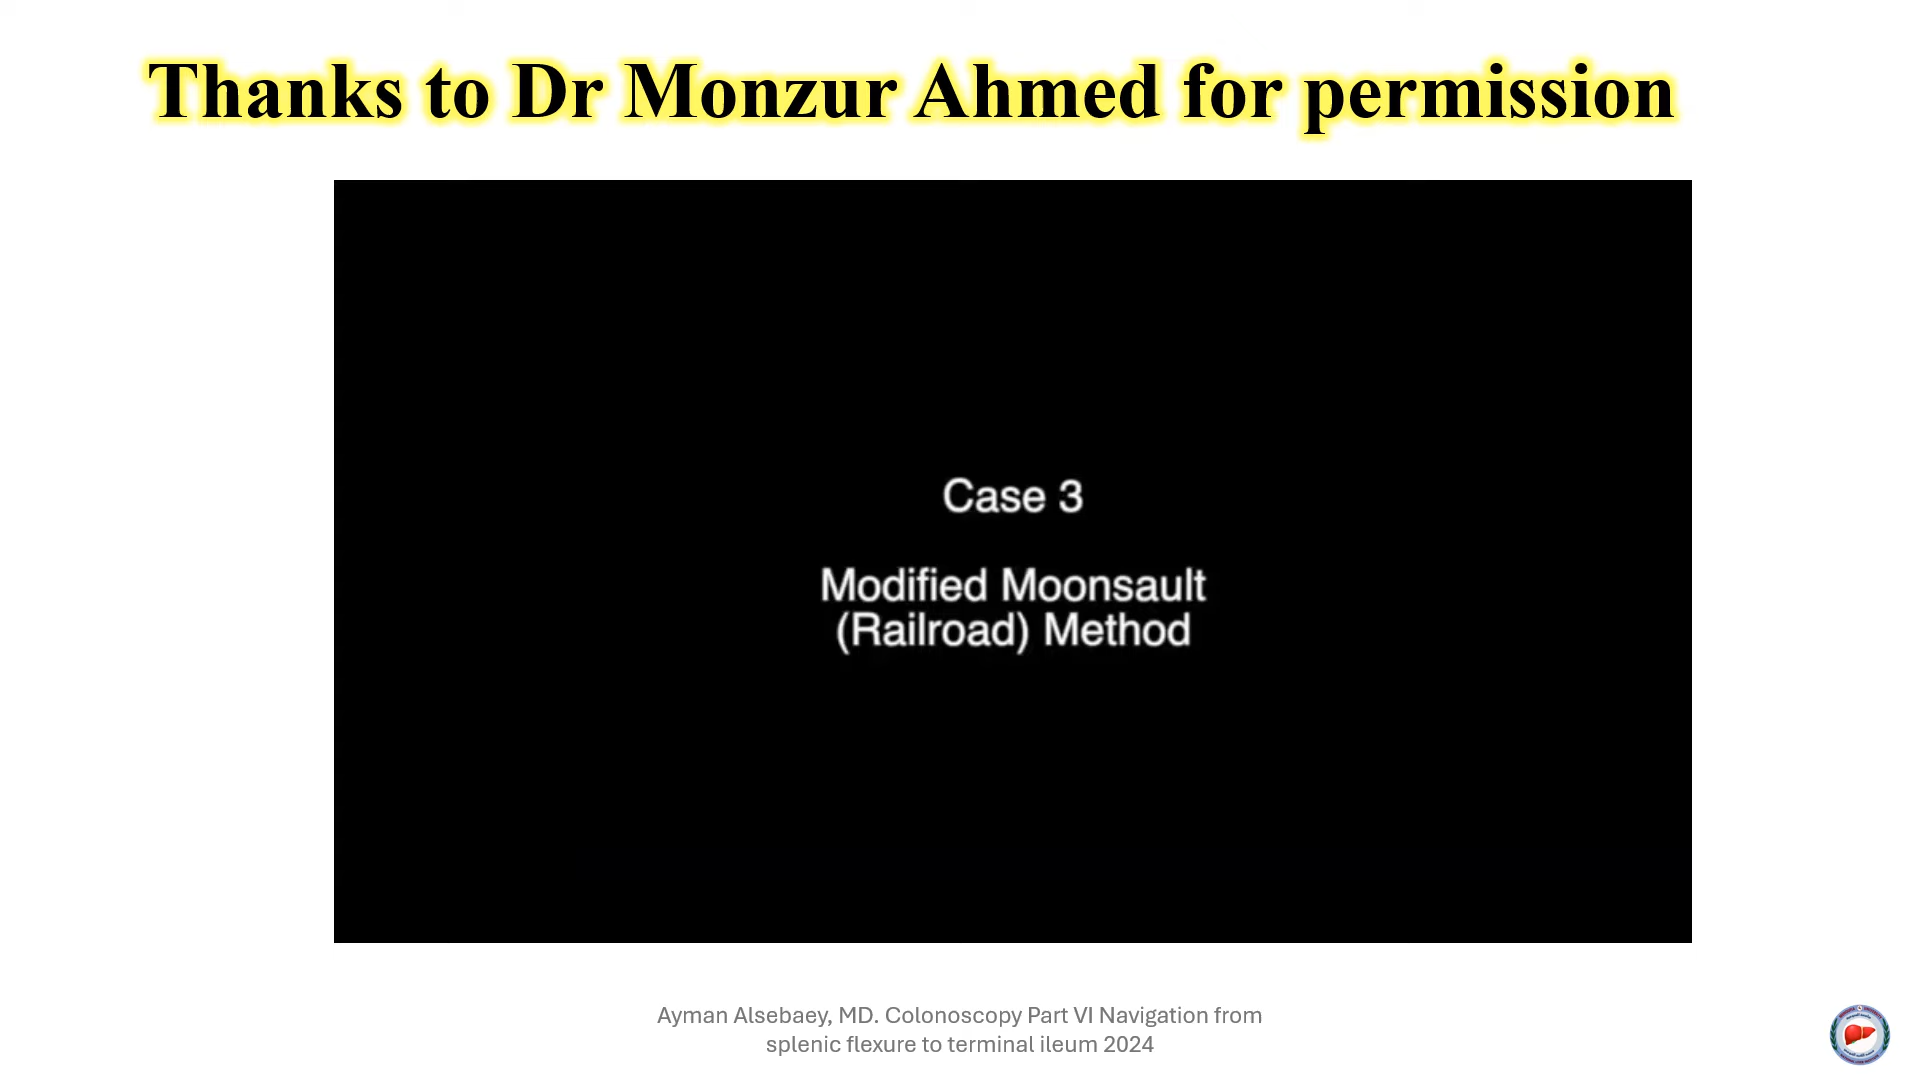 Thanks to Dr Monzur Ahmed for permission
Case 3
Modified Moonsault
(Railroad) Method
Ayman Alsebaey, MD. Colonoscopy Part VI Navigation from
splenic flexure to terminal ileum 2024